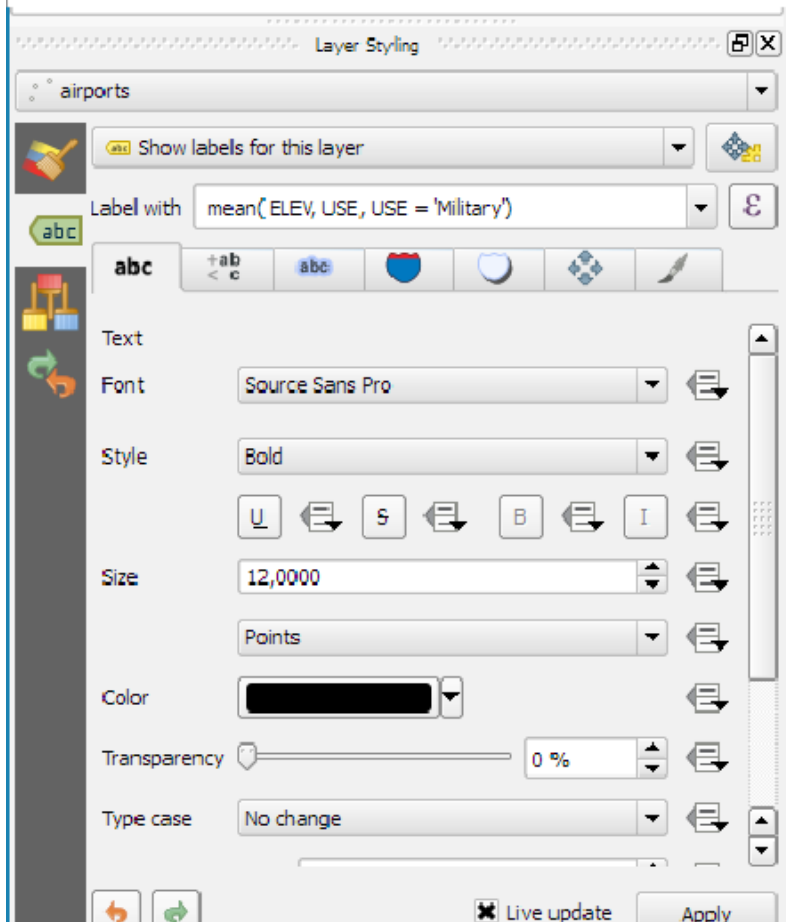 Layer Styling
airports
abc Show labels for this layer
Label with mean( ELEV, USE, USE = 'Military') ε
abc
abc +ab < c abc
Text
Font Source Sans Pro
Style Bold
U S B I
Size 12,0000
Points
Color
Transparency 0 %
Type case No change
Live update Apply